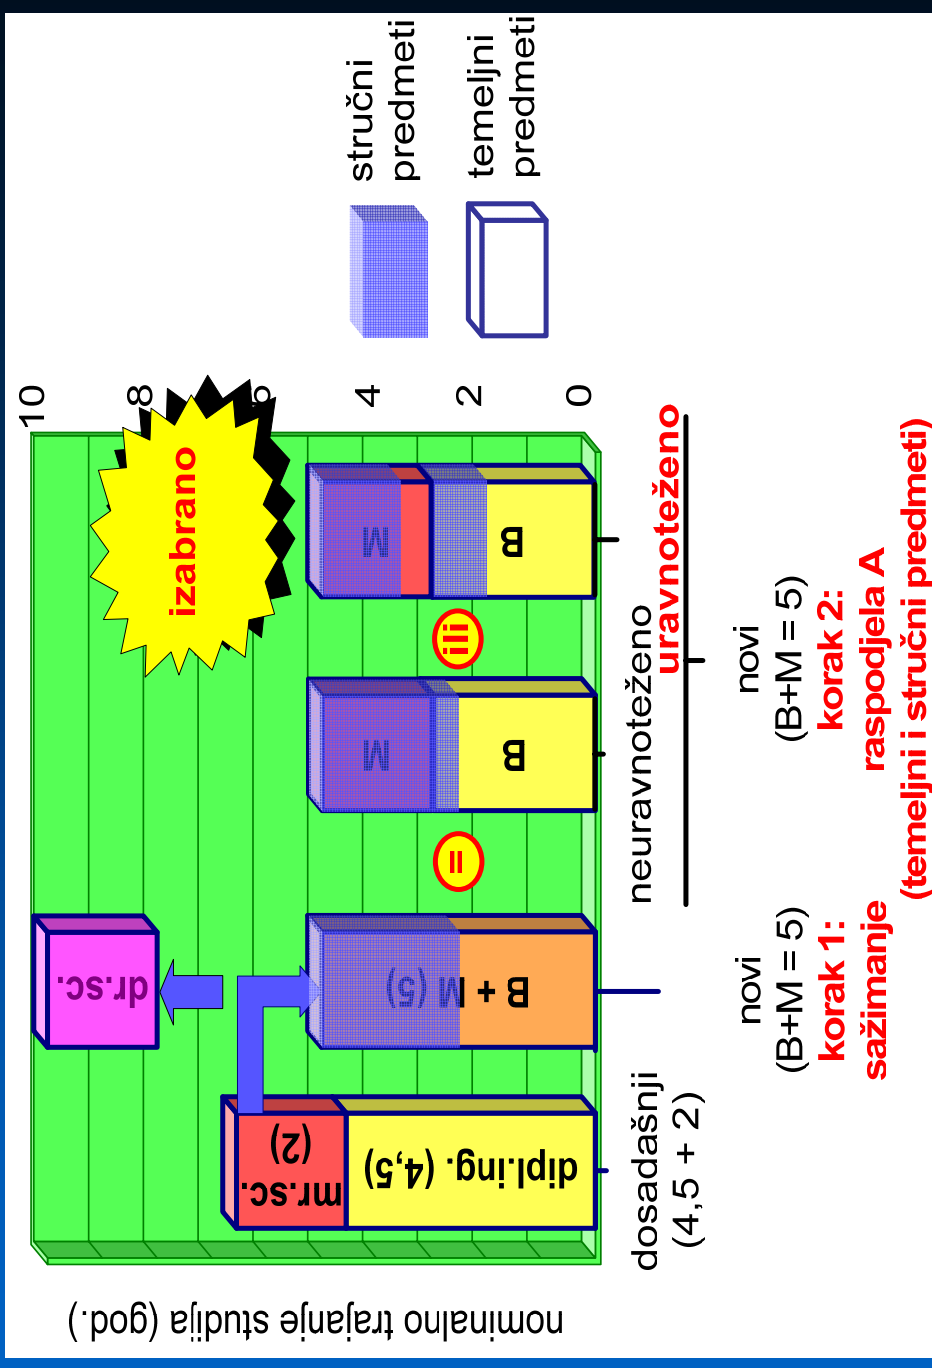 nominalno trajanje studija (god.)
10
8
6
4
2
0
dr.sc.
mr.sc.
(2)
dipl.ing. (4,5)
B + M (5)
=
M
B
ili
M
B
izabrano
stručni
predmeti
temeljni
predmeti
dosadašnji
(4,5 + 2)
neuravnoteženo
uravnoteženo
novi
(B+M = 5)
korak 1:
sažimanje
novi
(B+M = 5)
korak 2:
raspodjela A
(temeljni i stručni predmeti)